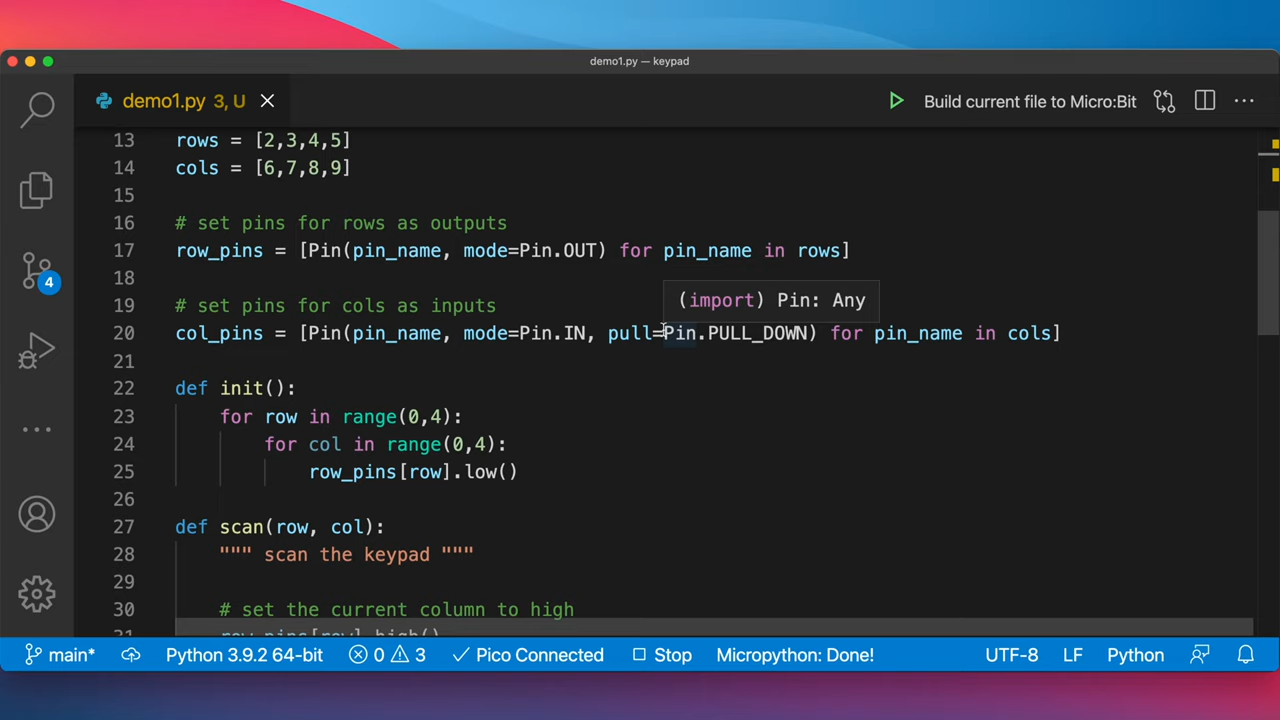 demo1.py — keypad
demo1.py 3, U
Build current file to Micro:Bit
13 rows = [2,3,4,5]
14 cols = [6,7,8,9]
15
16 # set pins for rows as outputs
17 row_pins = [Pin(pin_name, mode=Pin.OUT) for pin_name in rows]
18
(import) Pin: Any
19 # set pins for cols as inputs
20 col_pins = [Pin(pin_name, mode=Pin.IN, pull=Pin.PULL_DOWN) for pin_name in cols]
21
22 def init():
23 for row in range(0,4):
24 for col in range(0,4):
25 row_pins[row].low()
26
27 def scan(row, col):
28 """ scan the keypad """
29
30 # set the current column to high
31 row_pins[row].high()
4
main* Python 3.9.2 64-bit 0 3 Pico Connected Stop Micropython: Done! UTF-8 LF Python